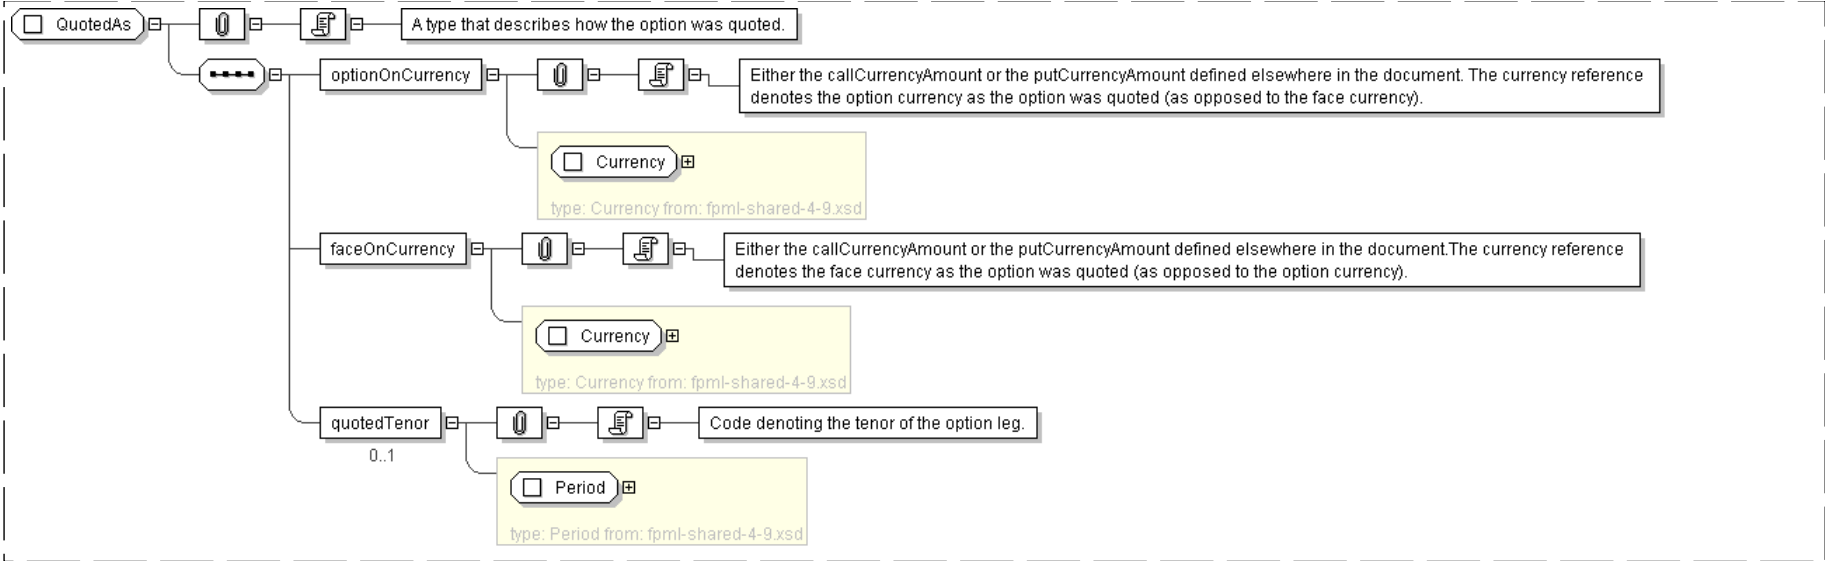 QuotedAs
A type that describes how the option was quoted.
optionOnCurrency
Either the callCurrencyAmount or the putCurrencyAmount defined elsewhere in the document. The currency reference
denotes the option currency as the option was quoted (as opposed to the face currency).
Currency
type: Currency from: fpml-shared-4-9.xsd
faceOnCurrency
Either the callCurrencyAmount or the putCurrencyAmount defined elsewhere in the document.The currency reference
denotes the face currency as the option was quoted (as opposed to the option currency).
Currency
type: Currency from: fpml-shared-4-9.xsd
quotedTenor
0..1
Code denoting the tenor of the option leg.
Period
type: Period from: fpml-shared-4-9.xsd